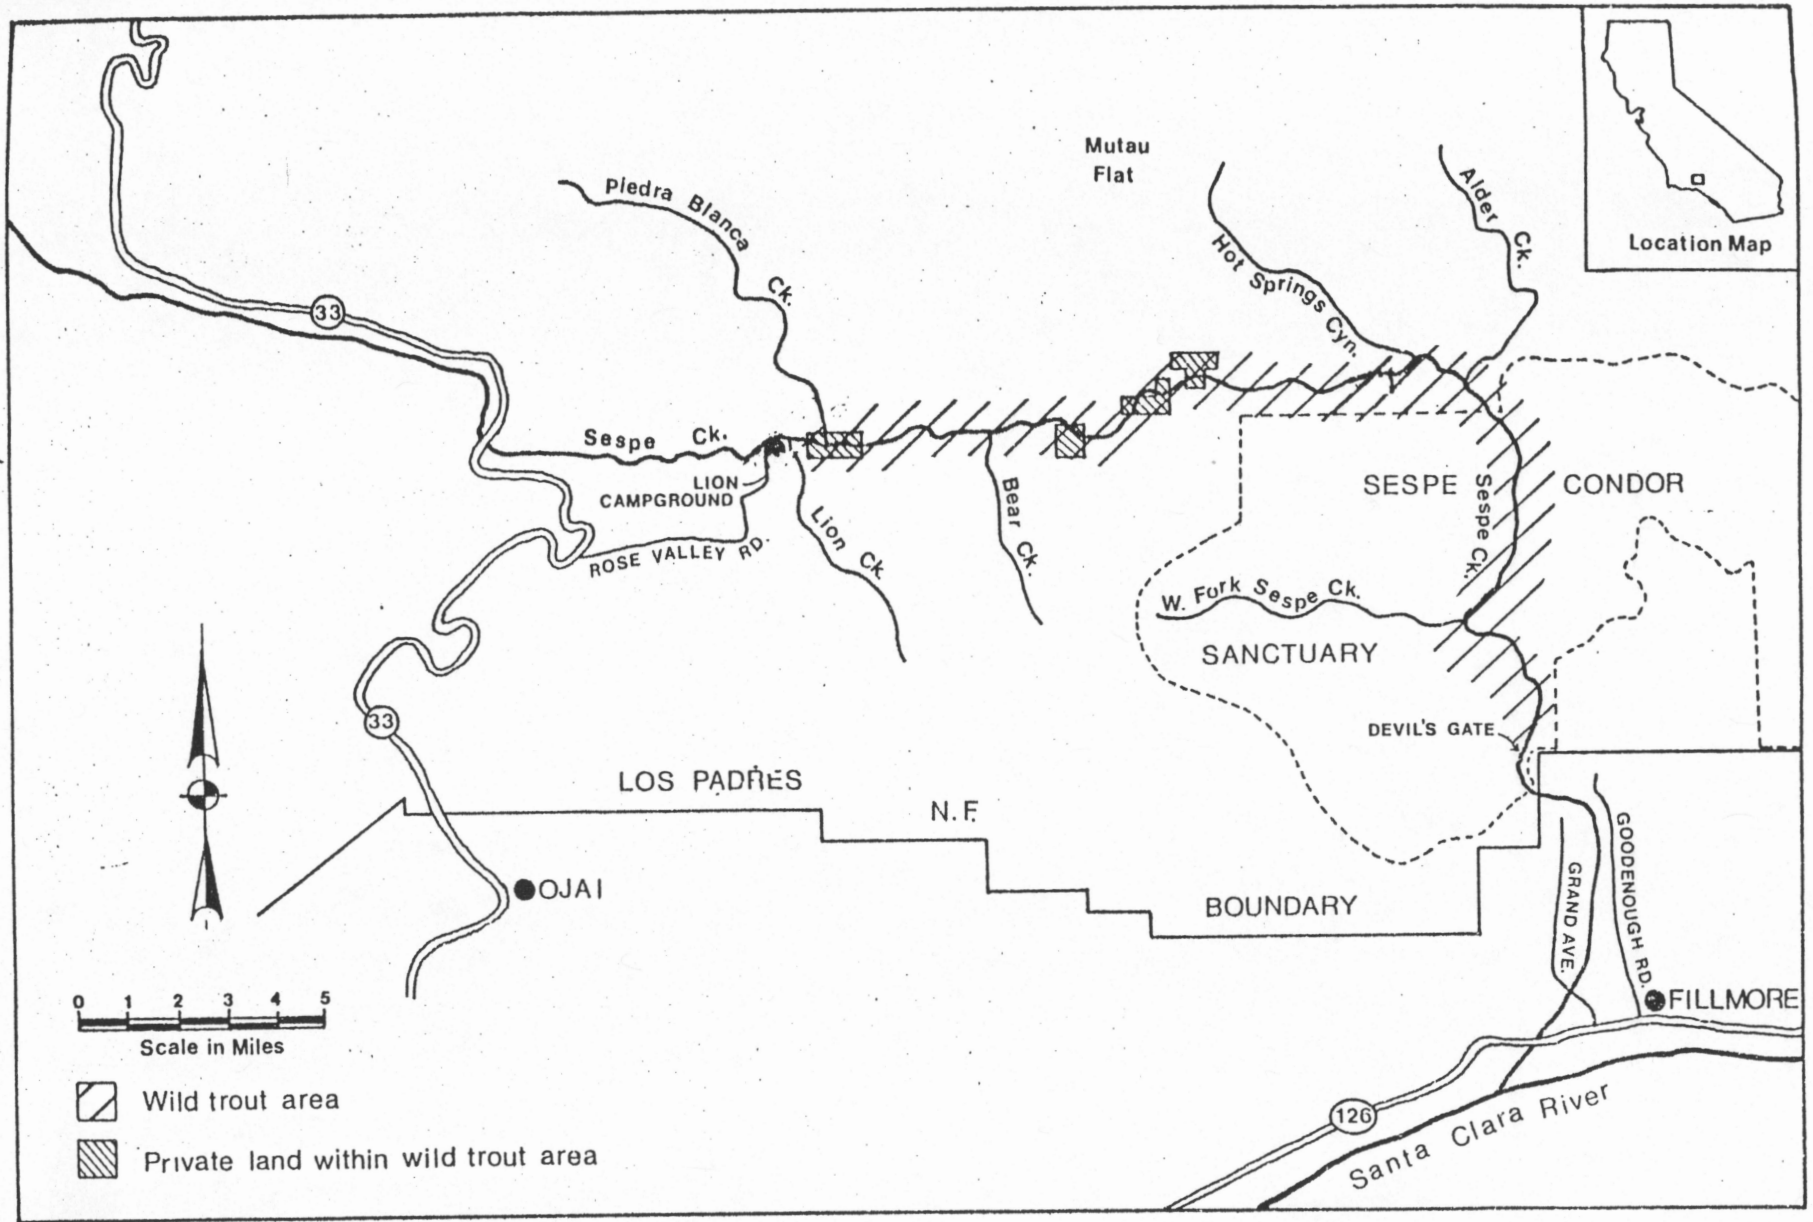 Mutau
Flat
Location Map
Piedra Blanca Ck.
Hot Springs Cyn.
Alder Ck.
33
Sespe Ck.
LION
CAMPGROUND
ROSE VALLEY RD.
Lion Ck.
Bear Ck.
SESPE
Sespe Ck.
CONDOR
W. Fork Sespe Ck.
SANCTUARY
33
DEVIL'S GATE
LOS PADRES
N.F.
BOUNDARY
OJAI
GRAND AVE.
GOODENOUGH RD.
FILLMORE
0 1 2 3 4 5
Scale in Miles
Wild trout area
Private land within wild trout area
126
Santa Clara River